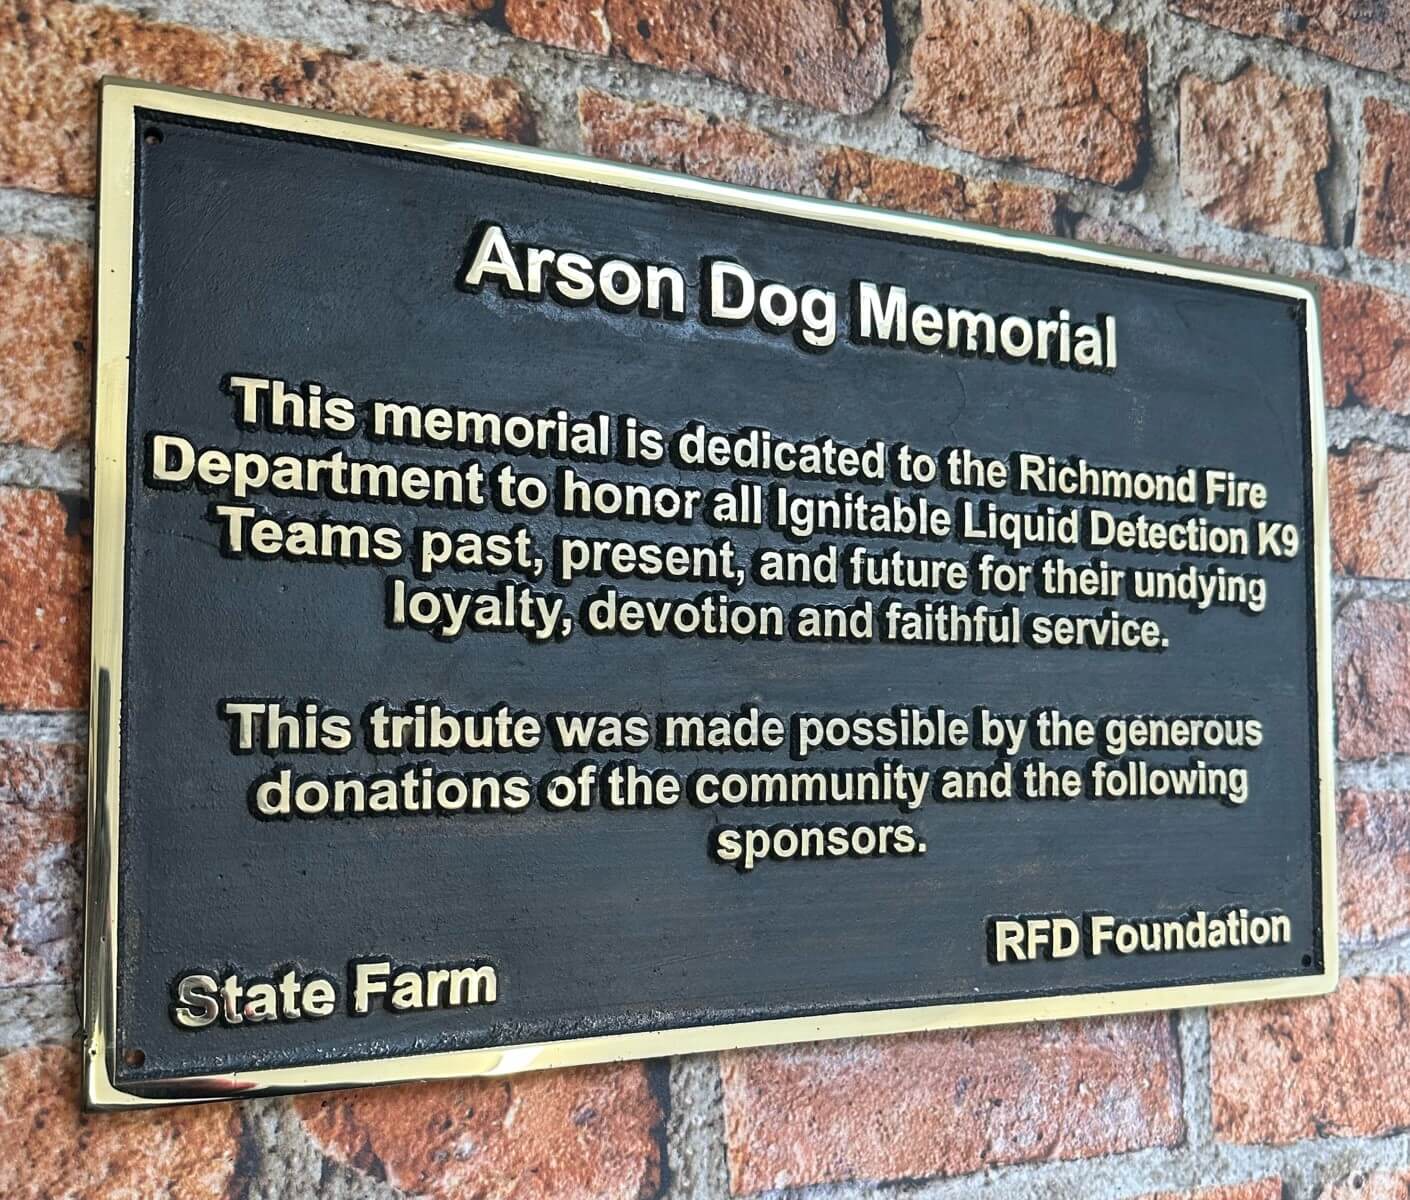 Arson Dog Memorial
This memorial is dedicated to the Richmond Fire
Department to honor all Ignitable Liquid Detection K9
Teams past, present, and future for their undying
loyalty, devotion and faithful service.
This tribute was made possible by the generous
donations of the community and the following
sponsors.
State Farm
RFD Foundation